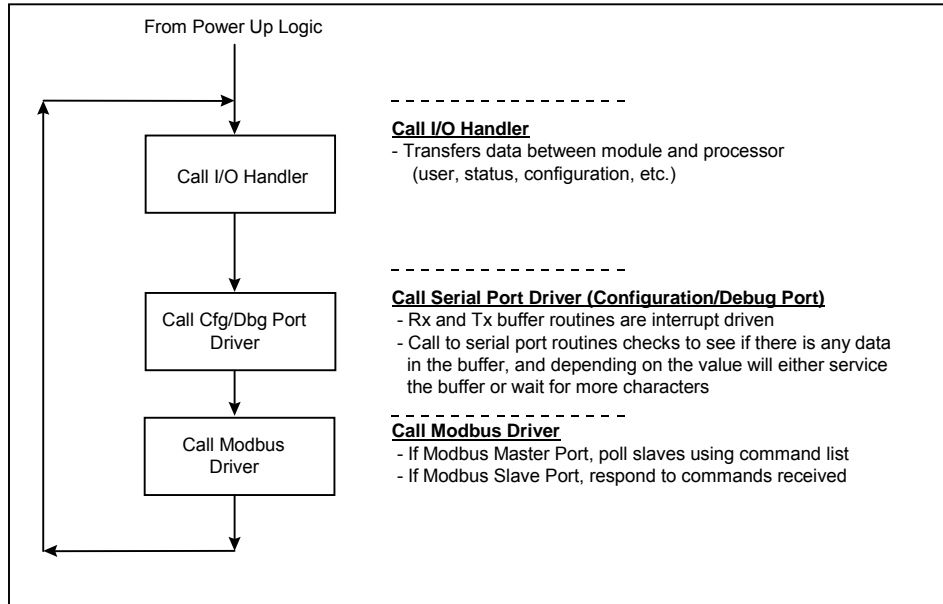 From Power Up Logic
Call I/O Handler
Call Cfg/Dbg Port
Driver
Call Modbus
Driver
Call I/O Handler
- Transfers data between module and processor
(user, status, configuration, etc.)
Call Serial Port Driver (Configuration/Debug Port)
- Rx and Tx buffer routines are interrupt driven
- Call to serial port routines checks to see if there is any data
in the buffer, and depending on the value will either service
the buffer or wait for more characters
Call Modbus Driver
- If Modbus Master Port, poll slaves using command list
- If Modbus Slave Port, respond to commands received